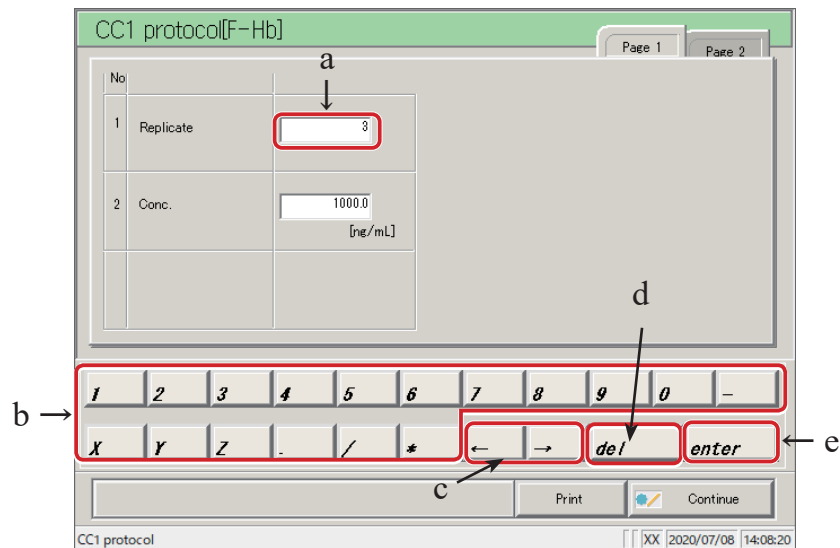 CC1 protocol[F-Hb]
Page 1
Page 2
a
No
1 Replicate 3
2 Conc. 1000.0
[ng/mL]
d
1 2 3 4 5 6 7 8 9 0 -
b
X Y Z . / * ← → del enter
e
c
Print Continue
CC1 protocol XX 2020/07/08 14:08:20